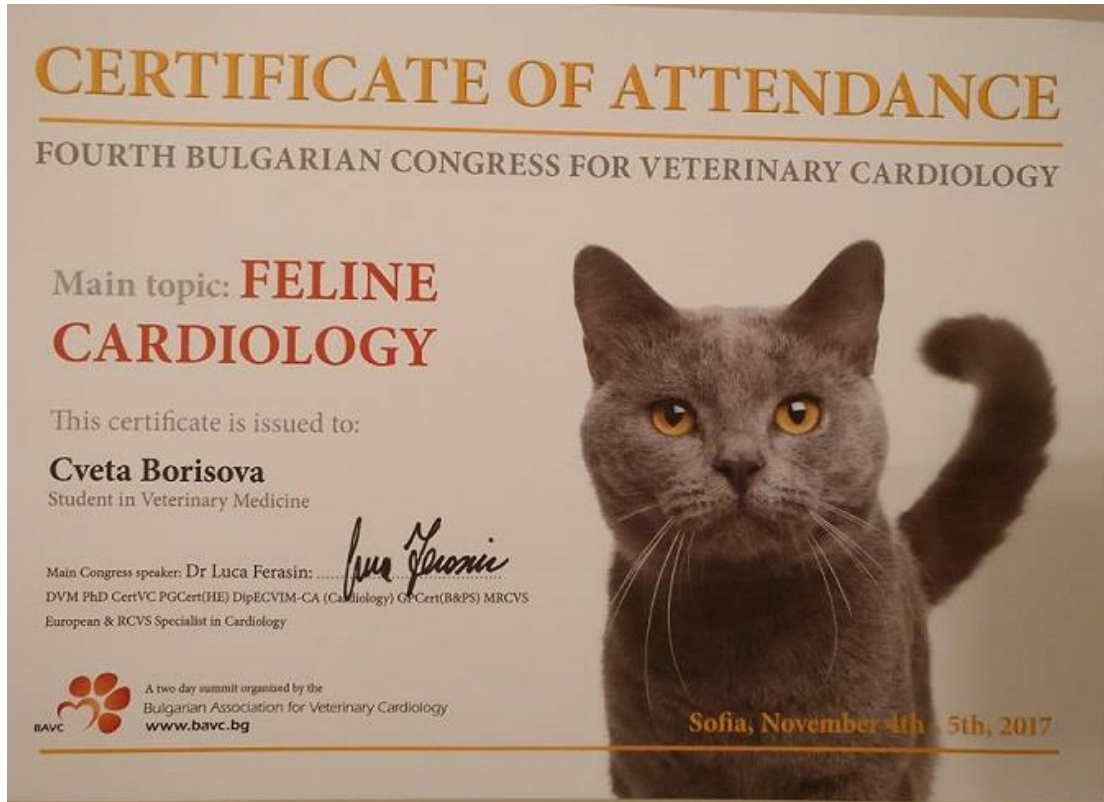 CERTIFICATE OF ATTENDANCE
FOURTH BULGARIAN CONGRESS FOR VETERINARY CARDIOLOGY
Main topic: FELINE
CARDIOLOGY
This certificate is issued to:
Cveta Borisova
Student in Veterinary Medicine
Main Congress speaker: Dr Luca Ferasin: Luca Ferasin
DVM PhD CertVC PGCert(HE) DipECVIM-CA (Cardiology) GPCert(B&PS) MRCVS
European & RCVS Specialist in Cardiology
A two day summit organized by the
Bulgarian Association for Veterinary Cardiology
BAVC www.bavc.bg
Sofia, November 4th - 5th, 2017